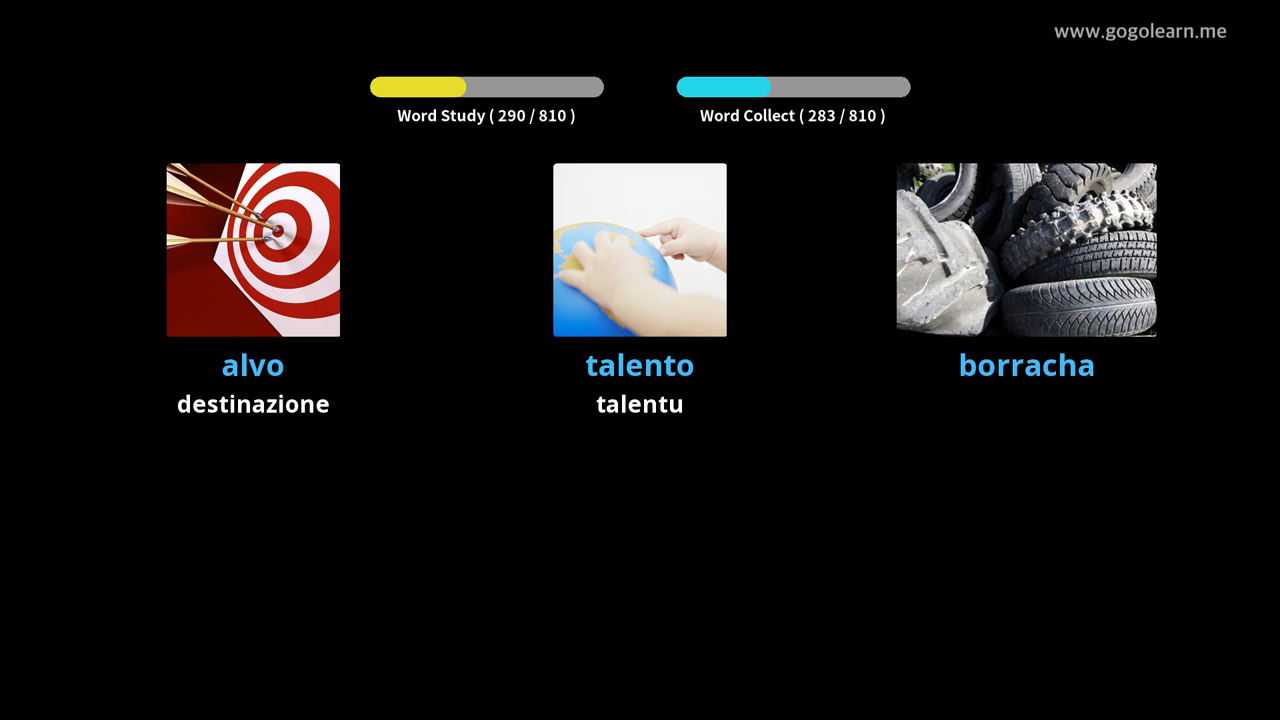 www.gogolearn.me
Word Study ( 290 / 810 )
Word Collect ( 283 / 810 )
alvo
talento
borracha
destinazione
talentu